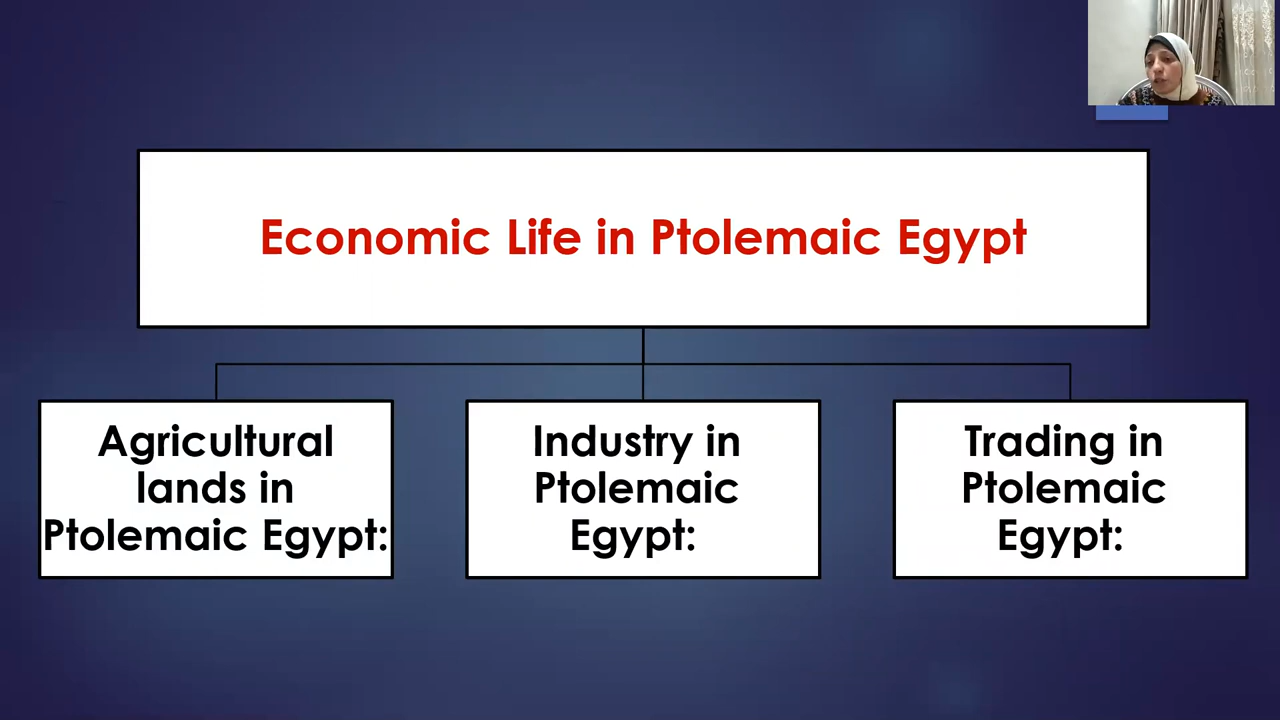 Economic Life in Ptolemaic Egypt
Agricultural
lands in
Ptolemaic Egypt:
Industry in
Ptolemaic
Egypt:
Trading in
Ptolemaic
Egypt: